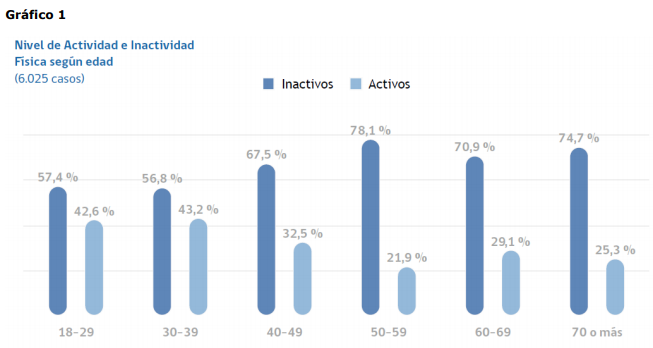 Gráfico 1
Nivel de Actividad e Inactividad
Física según edad
(6.025 casos)
Inactivos Activos
57,4 % 42,6 % 56,8 % 43,2 % 67,5 % 32,5 % 78,1 % 21,9 % 70,9 % 29,1 % 74,7 % 25,3 %
18-29 30-39 40-49 50-59 60-69 70 o más